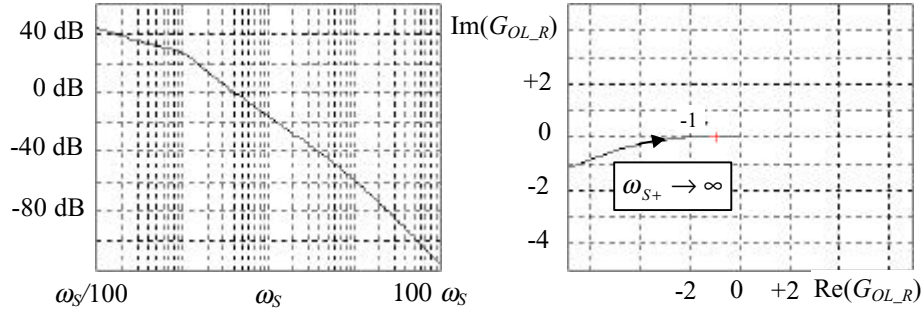 40 dB
0 dB
-40 dB
-80 dB
ωS/100
ωS
100 ωS
Im(GOL_R)
+2
0
-2
-4
-1
ωS+ → ∞
-2
0
+2
Re(GOL_R)